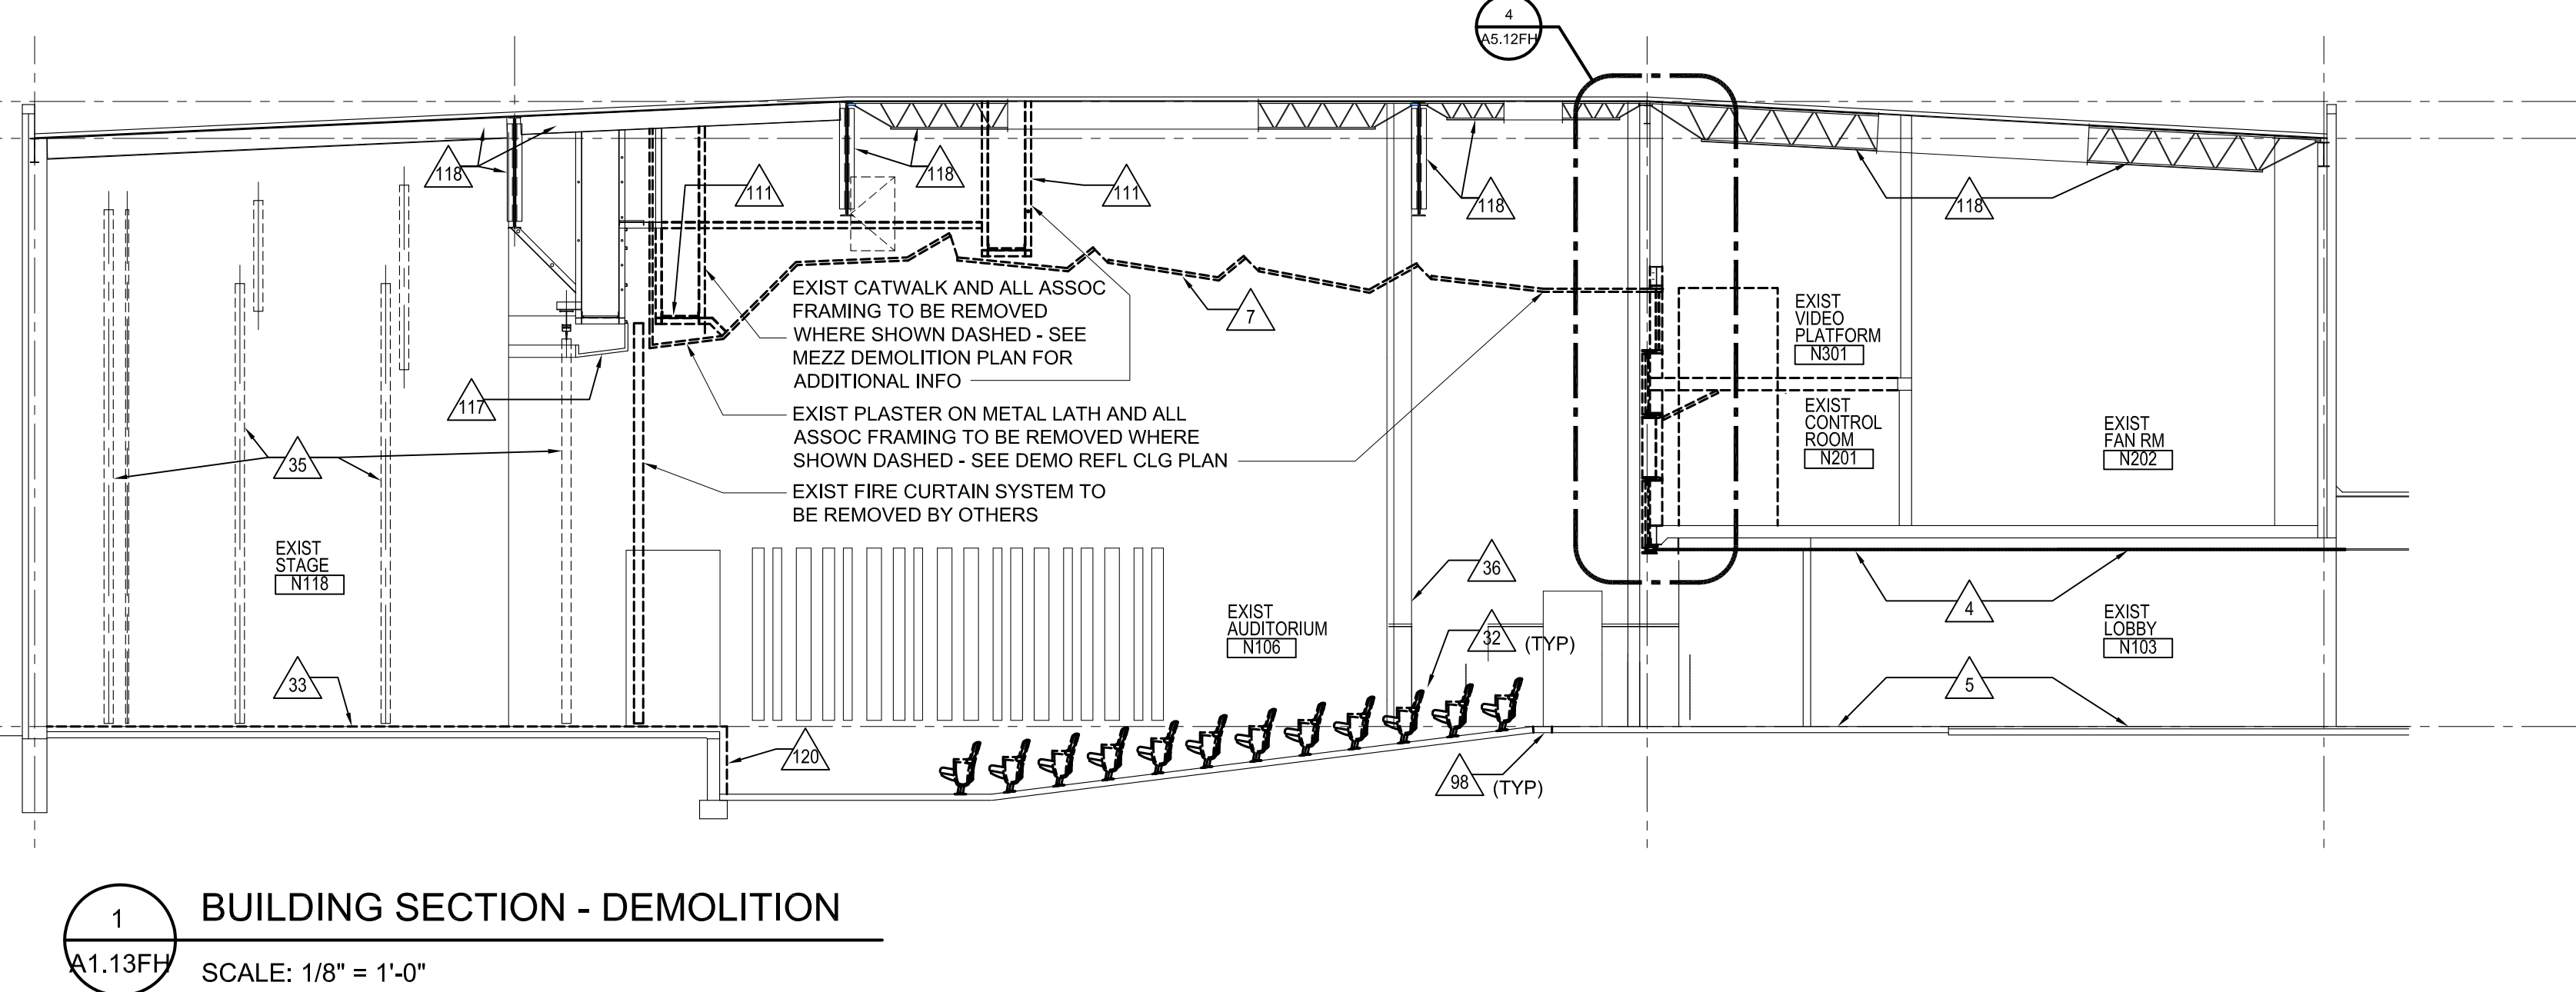 4
A5.12FH
118
111
118
111
118
118
EXIST CATWALK AND ALL ASSOC
FRAMING TO BE REMOVED
WHERE SHOWN DASHED - SEE
MEZZ DEMOLITION PLAN FOR
ADDITIONAL INFO
7
EXIST
VIDEO
PLATFORM
N301
117
EXIST PLASTER ON METAL LATH AND ALL
ASSOC FRAMING TO BE REMOVED WHERE
SHOWN DASHED - SEE DEMO REFL CLG PLAN
EXIST
CONTROL
ROOM
N201
EXIST
FAN RM
N202
35
EXIST FIRE CURTAIN SYSTEM TO
BE REMOVED BY OTHERS
EXIST
STAGE
N118
36
4
EXIST
AUDITORIUM
N106
32 (TYP)
EXIST
LOBBY
N103
33
5
120
98 (TYP)
1
A1.13FH
BUILDING SECTION - DEMOLITION
SCALE: 1/8" = 1'-0"